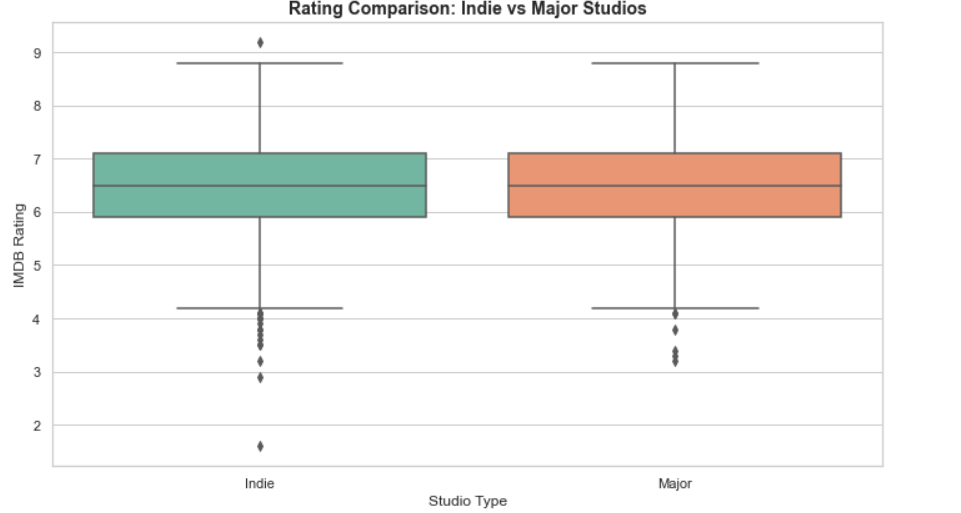 Rating Comparison: Indie vs Major Studios
IMDB Rating
9
8
7
6
5
4
3
2
Indie
Major
Studio Type